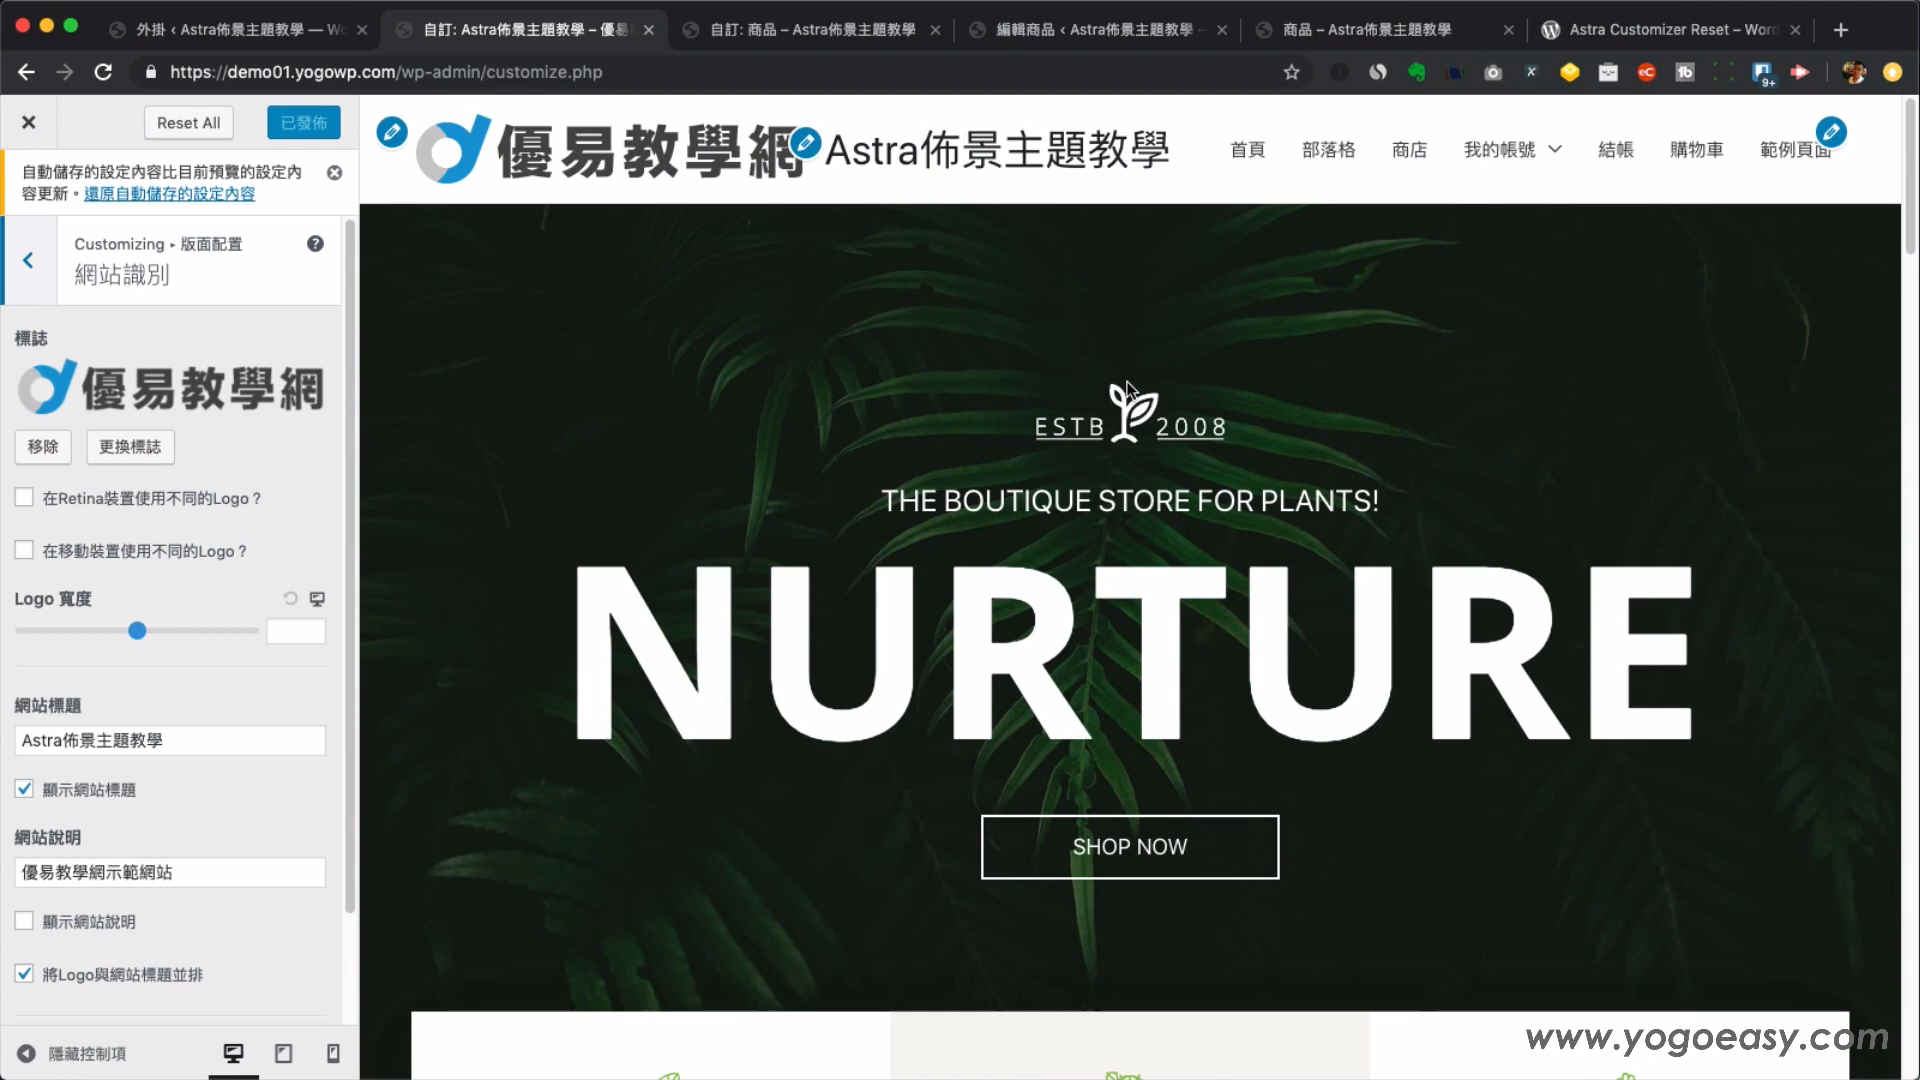 外掛 ‹ Astra佈景主題教學 — Wo
自訂: Astra佈景主題教學 – 優易
自訂: 商品 – Astra佈景主題教學
編輯商品 ‹ Astra佈景主題教學 –
商品 – Astra佈景主題教學
Astra Customizer Reset – Word
https://demo01.yogowp.com/wp-admin/customize.php
9+
Reset All
已發佈
自動儲存的設定內容比目前預覽的設定內
容更新。還原自動儲存的設定內容
Customizing ▸ 版面配置
網站識別
標誌
優易教學網
移除
更換標誌
在Retina裝置使用不同的Logo？
在移動裝置使用不同的Logo？
Logo 寬度
網站標題
Astra佈景主題教學
顯示網站標題
網站說明
優易教學網示範網站
顯示網站說明
將Logo與網站標題並排
隱藏控制項
優易教學網
Astra佈景主題教學
首頁
部落格
商店
我的帳號
結帳
購物車
範例頁面
ESTB 2008
THE BOUTIQUE STORE FOR PLANTS!
NURTURE
SHOP NOW
www.yogoeasy.com